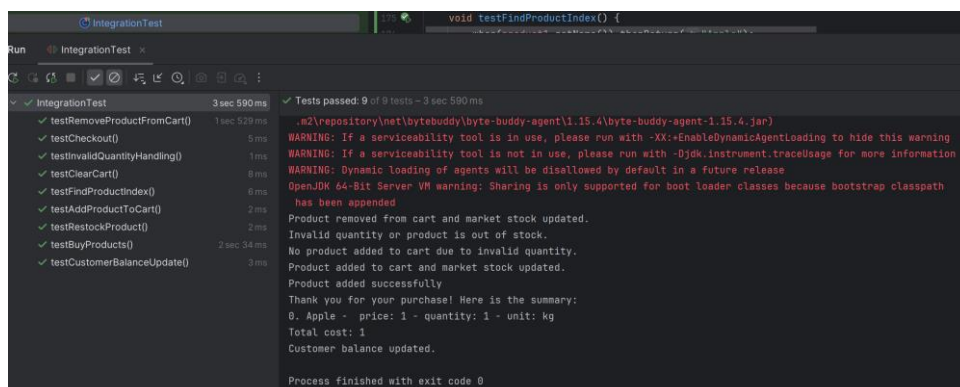 IntegrationTest
175 void testFindProductIndex() {
Run IntegrationTest ×
IntegrationTest 3 sec 590 ms
testRemoveProductFromCart() 1 sec 529 ms
testCheckout() 5 ms
testInvalidQuantityHandling() 1 ms
testClearCart() 8 ms
testFindProductIndex() 6 ms
testAddProductToCart() 2 ms
testRestockProduct() 2 ms
testBuyProducts() 2 sec 34 ms
testCustomerBalanceUpdate() 3 ms
Tests passed: 9 of 9 tests – 3 sec 590 ms
.m2\repository\net\bytebuddy\byte-buddy-agent\1.15.4\byte-buddy-agent-1.15.4.jar)
WARNING: If a serviceability tool is in use, please run with -XX:+EnableDynamicAgentLoading to hide this warning
WARNING: If a serviceability tool is not in use, please run with -Djdk.instrument.traceUsage for more information
WARNING: Dynamic loading of agents will be disallowed by default in a future release
OpenJDK 64-Bit Server VM warning: Sharing is only supported for boot loader classes because bootstrap classpath
has been appended
Product removed from cart and market stock updated.
Invalid quantity or product is out of stock.
No product added to cart due to invalid quantity.
Product added to cart and market stock updated.
Product added successfully
Thank you for your purchase! Here is the summary:
0. Apple - price: 1 - quantity: 1 - unit: kg
Total cost: 1
Customer balance updated.
Process finished with exit code 0